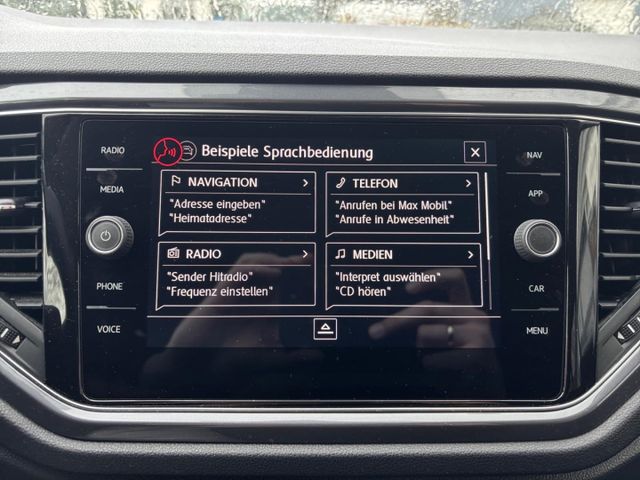 RADIO
MEDIA
PHONE
VOICE
Beispiele Sprachbedienung
NAVIGATION
"Adresse eingeben"
"Heimatadresse"
TELEFON
"Anrufen bei Max Mobil"
"Anrufe in Abwesenheit"
RADIO
"Sender Hitradio"
"Frequenz einstellen"
MEDIEN
"Interpret auswählen"
"CD hören"
NAV
APP
CAR
MENU